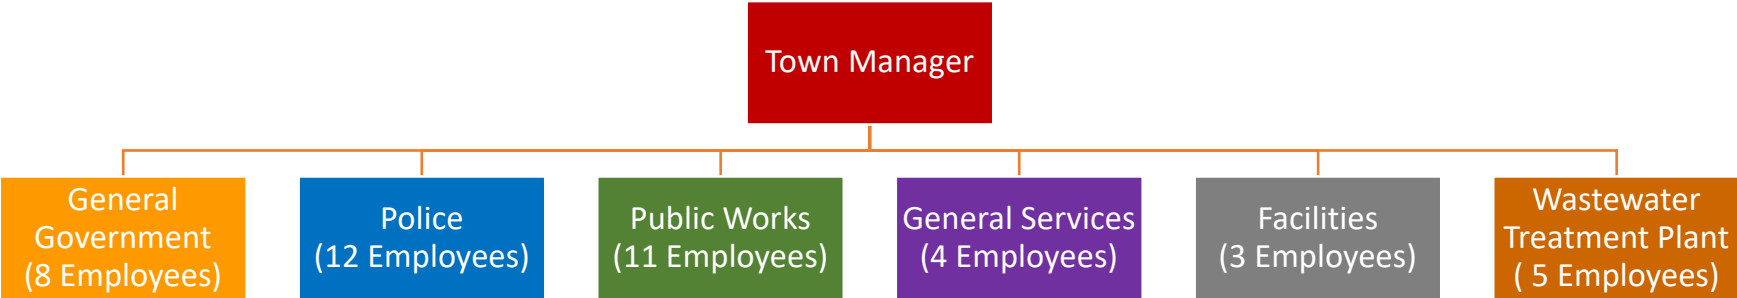 Town Manager
General
Government
(8 Employees)
Police
(12 Employees)
Public Works
(11 Employees)
General Services
(4 Employees)
Facilities
(3 Employees)
Wastewater
Treatment Plant
( 5 Employees)